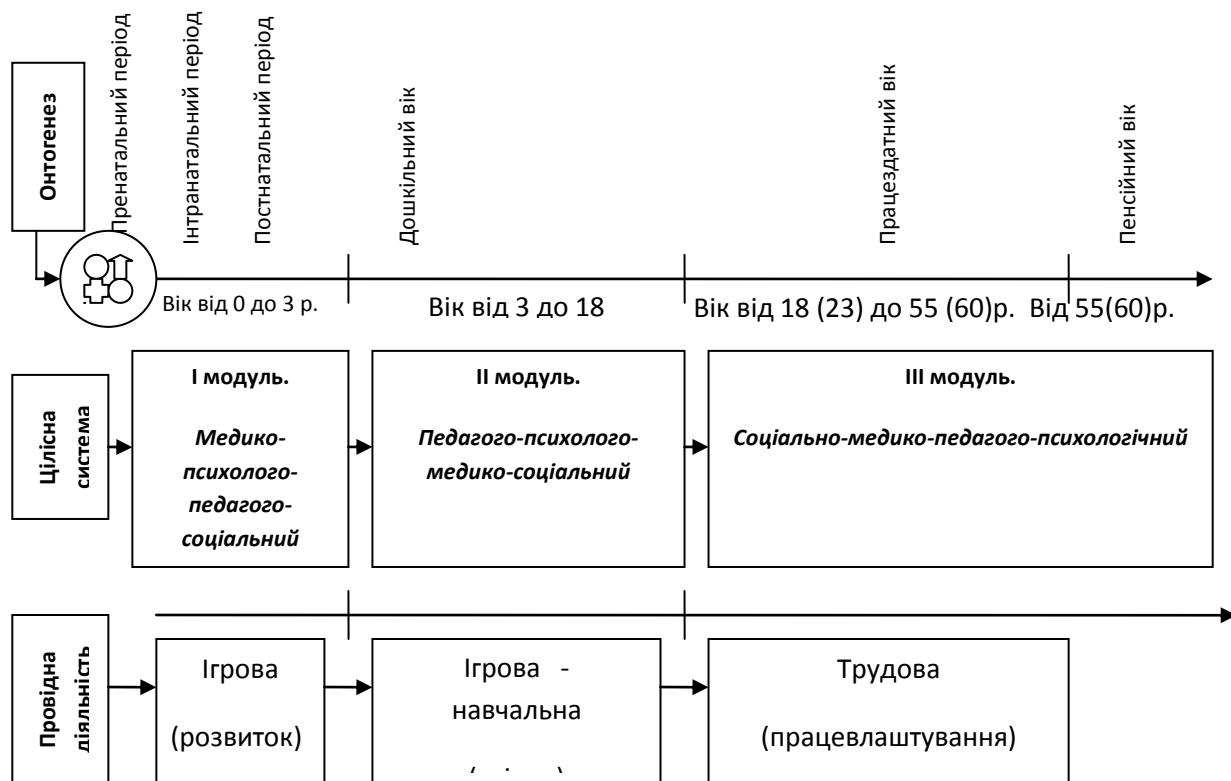 Онтогенез
Пренатальний період
Інтранатальний період
Постнатальний період
Дошкільний вік
Працездатний вік
Пенсійний вік
Вік від 0 до 3 р.
Вік від 3 до 18
Вік від 18 (23) до 55 (60)р.
Від 55(60)р.
Цілісна
система
І модуль.
Медико-
психолого-
педагого-
соціальний
ІІ модуль.
Педагого-психолого-
медико-соціальний
ІІІ модуль.
Соціально-медико-педагого-психологічний
Провідна
діяльність
Ігрова
(розвиток)
Ігрова -
навчальна
Трудова
(працевлаштування)